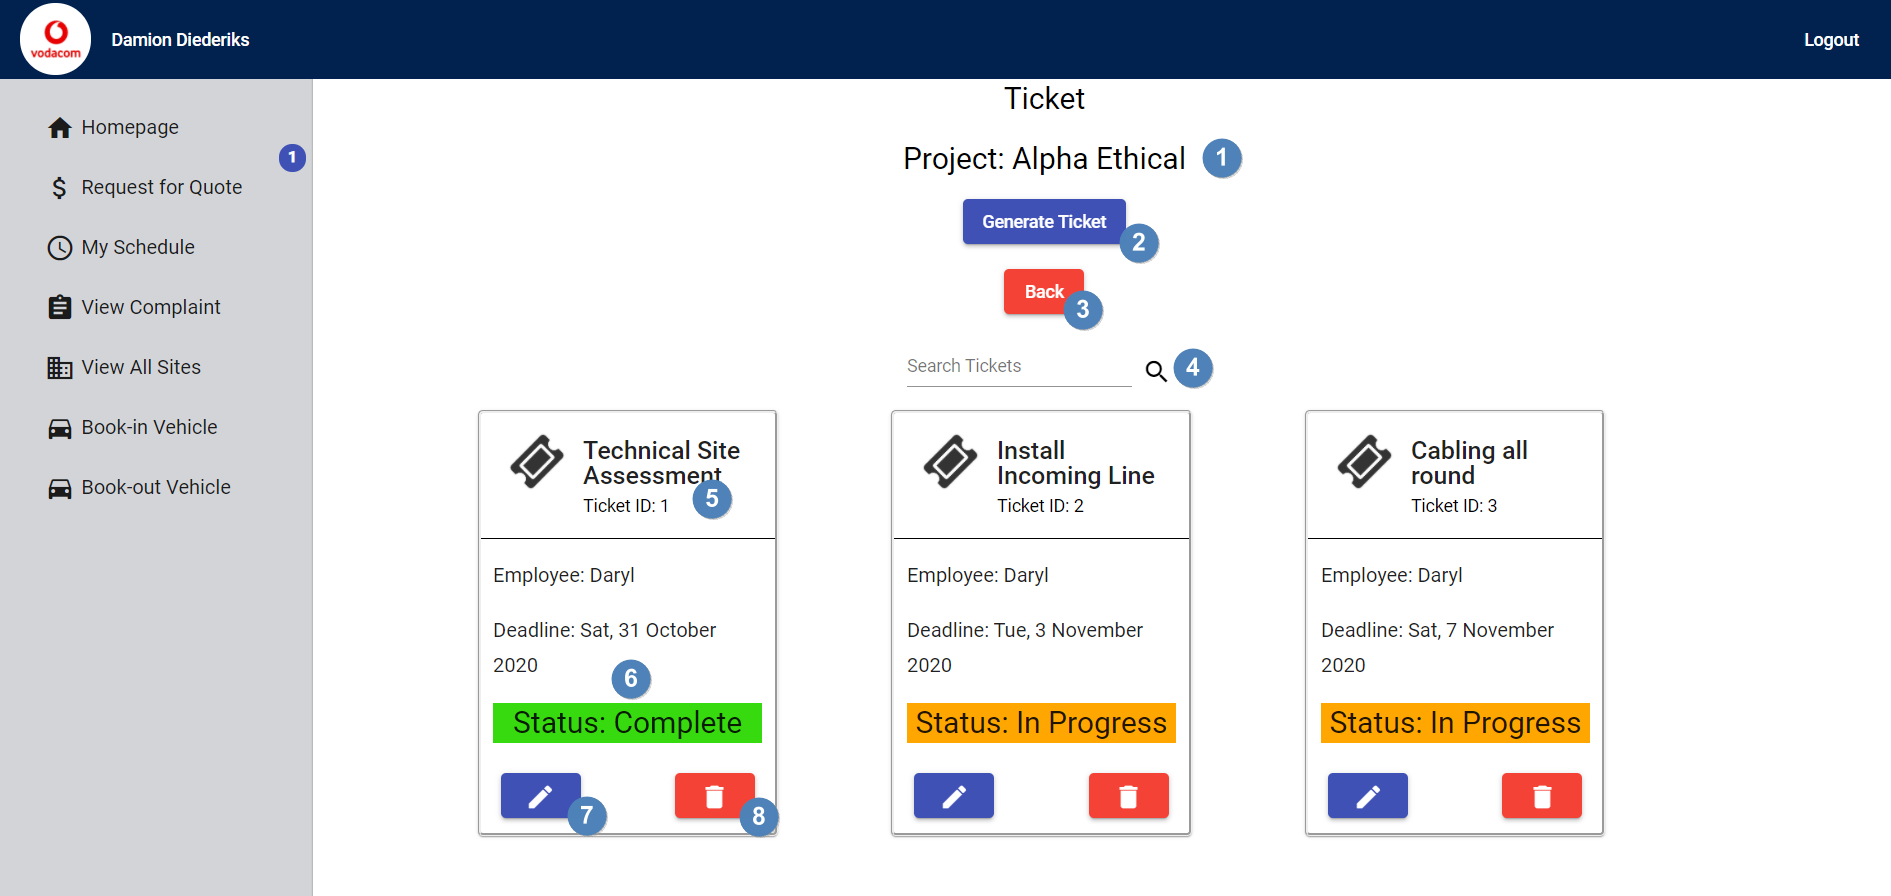 vodacom
Damion Diederiks
Logout
Homepage
1
Request for Quote
My Schedule
View Complaint
View All Sites
Book-in Vehicle
Book-out Vehicle
Ticket
Project: Alpha Ethical
1
Generate Ticket
2
Back
3
Search Tickets
4
Technical Site
Assessment
Ticket ID: 1
5
Employee: Daryl
Deadline: Sat, 31 October
2020
6
Status: Complete
7
8
Install
Incoming Line
Ticket ID: 2
Employee: Daryl
Deadline: Tue, 3 November
2020
Status: In Progress
Cabling all
round
Ticket ID: 3
Employee: Daryl
Deadline: Sat, 7 November
2020
Status: In Progress